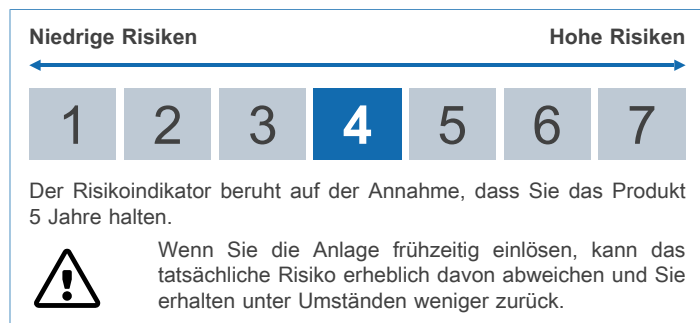 Niedrige Risiken Hohe Risiken
1 2 3 4 5 6 7
Der Risikoindikator beruht auf der Annahme, dass Sie das Produkt
5 Jahre halten.
Wenn Sie die Anlage frühzeitig einlösen, kann das
tatsächliche Risiko erheblich davon abweichen und Sie
erhalten unter Umständen weniger zurück.